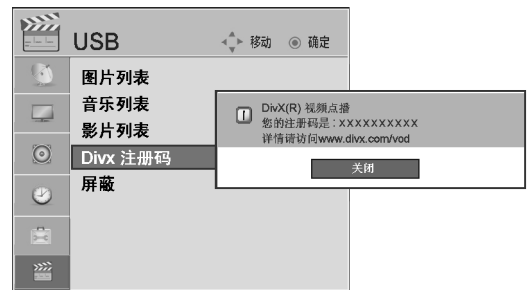 USB
移动 确定
图片列表
音乐列表
影片列表
Divx 注册码
屏蔽
DivX(R) 视频点播
您的注册码是 : XXXXXXXXXX
详情请访问www.divx.com/vod
关闭